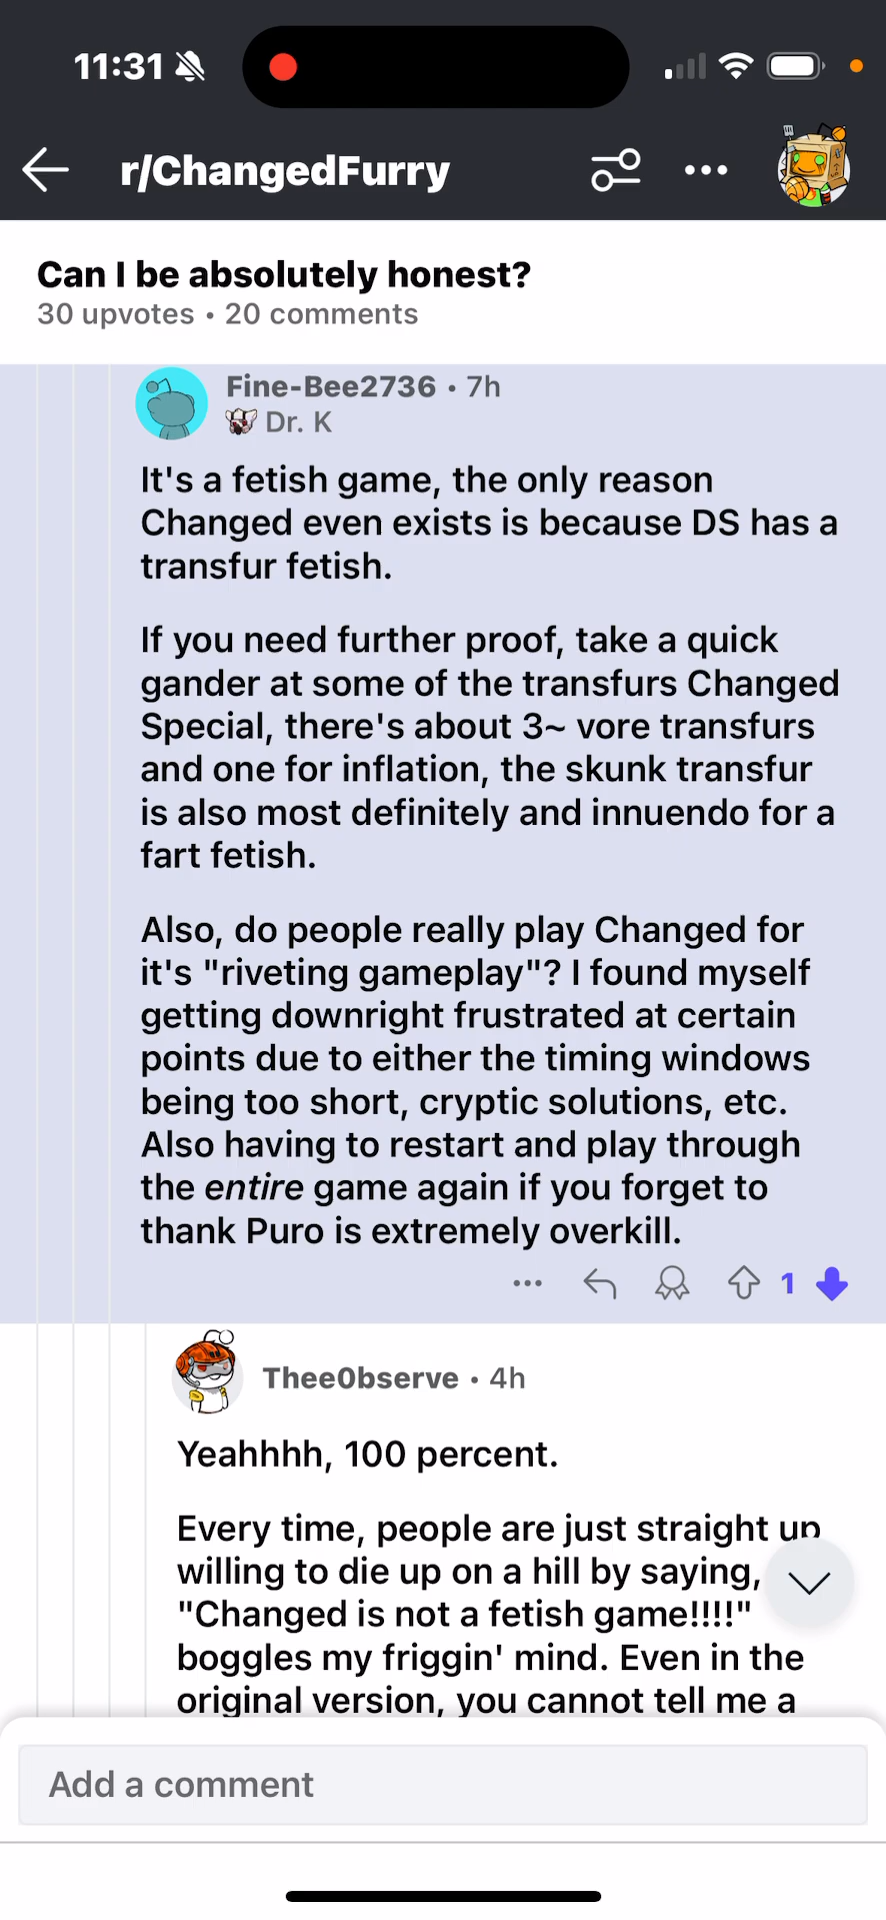 11:31
r/ChangedFurry
Can I be absolutely honest?
30 upvotes • 20 comments
Fine-Bee2736 • 7h
Dr. K
It's a fetish game, the only reason
Changed even exists is because DS has a
transfur fetish.
If you need further proof, take a quick
gander at some of the transfurs Changed
Special, there's about 3~ vore transfurs
and one for inflation, the skunk transfur
is also most definitely and innuendo for a
fart fetish.
Also, do people really play Changed for
it's "riveting gameplay"? I found myself
getting downright frustrated at certain
points due to either the timing windows
being too short, cryptic solutions, etc.
Also having to restart and play through
the entire game again if you forget to
thank Puro is extremely overkill.
1
Thee0bserve • 4h
Yeahhhh, 100 percent.
Every time, people are just straight up
willing to die up on a hill by saying,
"Changed is not a fetish game!!!!"
boggles my friggin' mind. Even in the
original version, you cannot tell me a
Add a comment